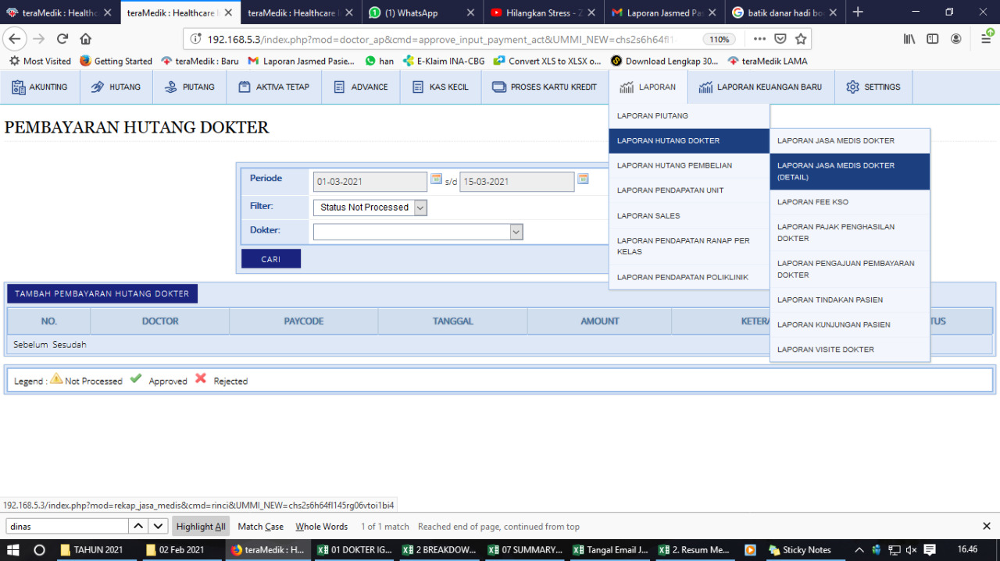 teraMedik : Healthc
teraMedik : Healthcare I
teraMedik : Healthcare I
(1) WhatsApp
Hilangkan Stress - Z
Laporan Jasmed Pas
batik danar hadi bo
192.168.5.3/index.php?mod=doctor_ap&cmd=approve_input_payment_act&UMMI_NEW=chs2s6h64fl1
110%
Most Visited
Getting Started
teraMedik : Baru
Laporan Jasmed Pasie...
han
E-Klaim INA-CBG
Convert XLS to XLSX o...
Download Lengkap 30...
teraMedik LAMA
AKUNTING
HUTANG
PIUTANG
AKTIVA TETAP
ADVANCE
KAS KECIL
PROSES KARTU KREDIT
LAPORAN
LAPORAN KEUANGAN BARU
SETTINGS
PEMBAYARAN HUTANG DOKTER
Periode
01-03-2021
s/d
15-03-2021
Filter:
Status Not Processed
Dokter:
CARI
LAPORAN PIUTANG
LAPORAN HUTANG DOKTER
LAPORAN HUTANG PEMBELIAN
LAPORAN PENDAPATAN UNIT
LAPORAN SALES
LAPORAN PENDAPATAN RANAP PER
KELAS
LAPORAN PENDAPATAN POLIKLINIK
LAPORAN JASA MEDIS DOKTER
LAPORAN JASA MEDIS DOKTER
(DETAIL)
LAPORAN FEE KSO
LAPORAN PAJAK PENGHASILAN
DOKTER
LAPORAN PENGAJUAN PEMBAYARAN
DOKTER
LAPORAN TINDAKAN PASIEN
LAPORAN KUNJUNGAN PASIEN
LAPORAN VISITE DOKTER
TAMBAH PEMBAYARAN HUTANG DOKTER
NO.
DOCTOR
PAYCODE
TANGGAL
AMOUNT
KETERA
TUS
Sebelum Sesudah
Legend : Not Processed Approved Rejected
192.168.5.3/index.php?mod=rekap_jasa_medis&cmd=rinci&UMMI_NEW=chs2s6h64fl145rg06vtoi1bi4
dinas
Highlight All
Match Case
Whole Words
1 of 1 match
Reached end of page, continued from top
TAHUN 2021
02 Feb 2021
teraMedik : H...
01 DOKTER IG...
2 BREAKDOW...
07 SUMMARY...
Tangal Email J...
2. Resum Me...
Sticky Notes
16.46